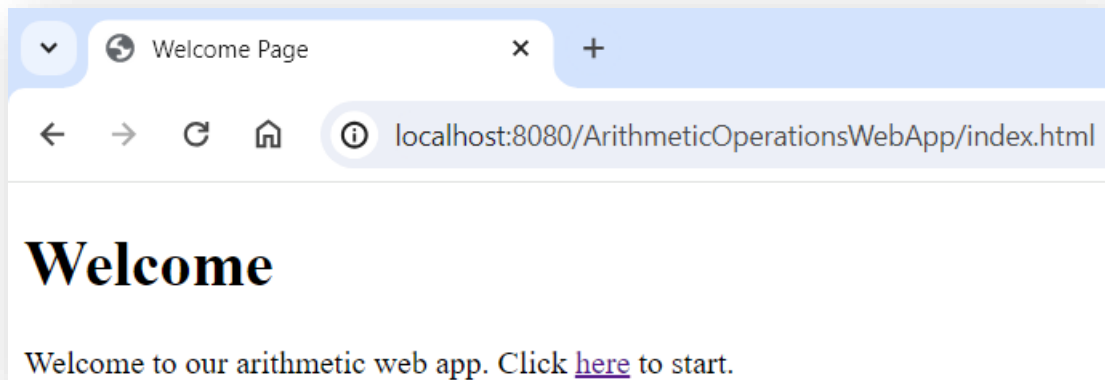 Welcome Page
localhost:8080/ArithmeticOperationsWebApp/index.html
Welcome
Welcome to our arithmetic web app. Click here to start.